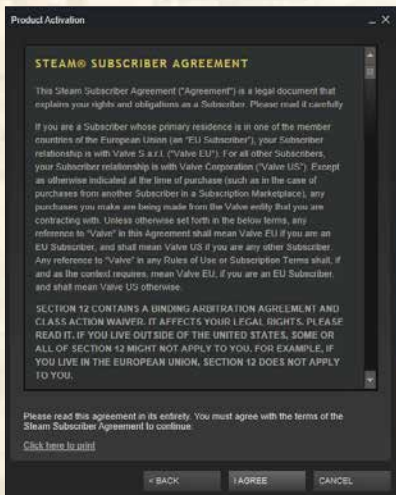 Product Activation
STEAM® SUBSCRIBER AGREEMENT
This Steam Subscriber Agreement ("Agreement") is a legal document that
explains your rights and obligations as a Subscriber. Please read it carefully
If you are a Subscriber whose primary residence is in one of the member
countries of the European Union (an "EU Subscriber"), your Subscriber
relationship is with Valve S.a.r.l. ("Valve EU"). For all other Subscribers,
your Subscriber relationship is with Valve Corporation ("Valve US"). Except
as otherwise indicated at the time of purchase (such as in the case of
purchases from another Subscriber in a Subscription Marketplace), any
purchases you make are being made from the Valve entity that you are
contracting with. Unless otherwise set forth in the below terms, any
reference to "Valve" in this Agreement shall mean Valve EU if you are an
EU Subscriber, and shall mean Valve US if you are any other Subscriber.
Any reference to "Valve" in any Rules of Use or Subscription Terms shall, if
and as the context requires, mean Valve EU, if you are an EU Subscriber,
and shall mean Valve US otherwise.
SECTION 12 CONTAINS A BINDING ARBITRATION AGREEMENT AND
CLASS ACTION WAIVER. IT AFFECTS YOUR LEGAL RIGHTS. PLEASE
READ IT. IF YOU LIVE OUTSIDE OF THE UNITED STATES, SOME OR
ALL OF SECTION 12 MIGHT NOT APPLY TO YOU. FOR EXAMPLE, IF
YOU LIVE IN THE EUROPEAN UNION, SECTION 12 DOES NOT APPLY
TO YOU.
Please read this agreement in its entirety. You must agree with the terms of the
Steam Subscriber Agreement to continue.
Click here to print
< BACK I AGREE CANCEL